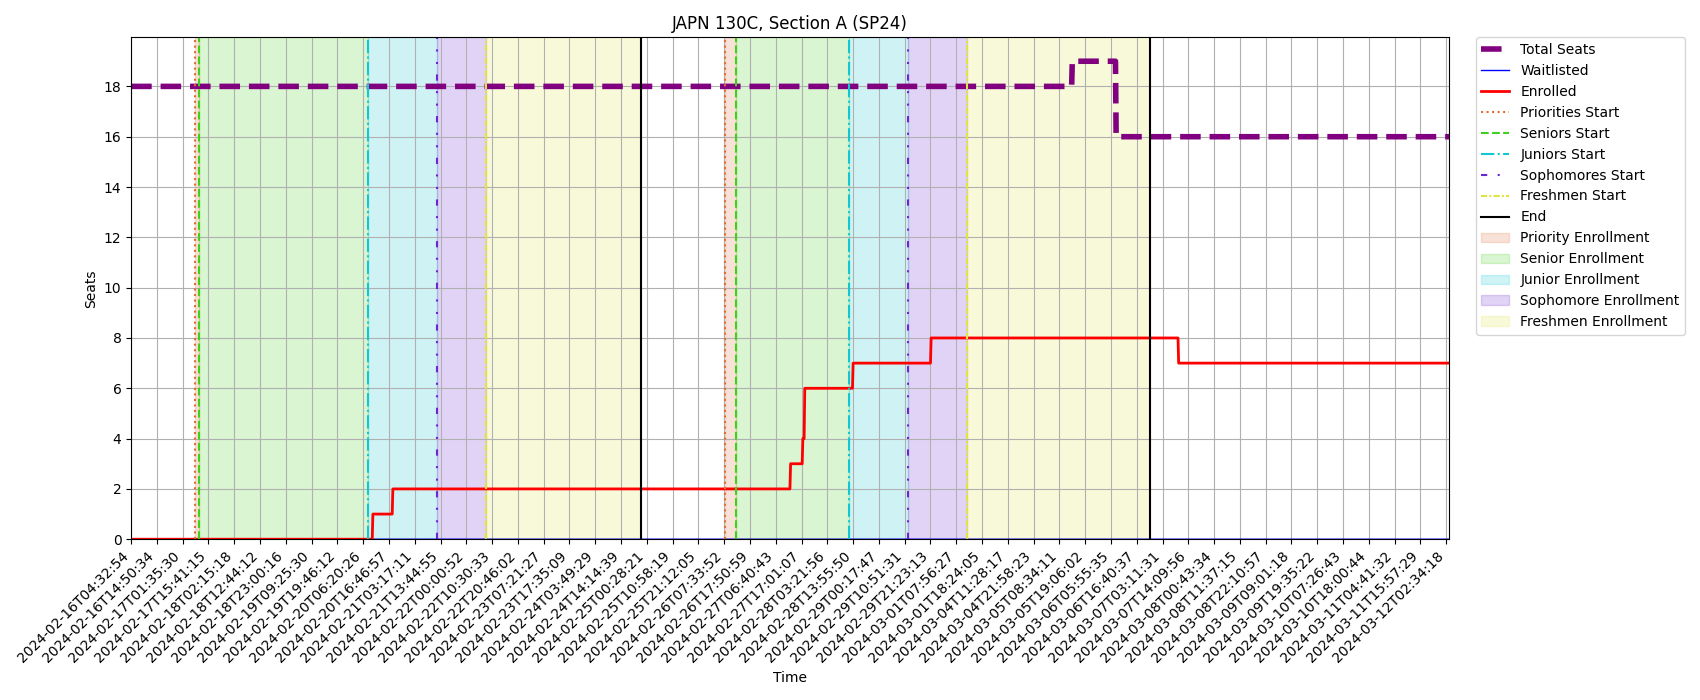 JAPN 130C, Section A (SP24)
Seats
18
16
14
12
10
8
6
4
2
0
2024-02-16T04:32:54
2024-02-16T14:50:34
2024-02-17T01:35:30
2024-02-17T15:41:15
2024-02-18T02:15:18
2024-02-18T12:44:12
2024-02-18T23:00:16
2024-02-19T09:25:30
2024-02-19T19:46:12
2024-02-20T06:20:26
2024-02-20T16:46:57
2024-02-21T03:17:11
2024-02-21T13:44:55
2024-02-22T00:00:52
2024-02-22T10:30:33
2024-02-22T20:46:02
2024-02-23T07:21:27
2024-02-23T17:35:09
2024-02-24T03:49:29
2024-02-24T14:14:39
2024-02-25T00:28:21
2024-02-25T10:58:19
2024-02-25T21:12:05
2024-02-26T07:33:52
2024-02-26T17:50:59
2024-02-27T06:40:43
2024-02-27T17:01:07
2024-02-28T03:21:56
2024-02-28T13:55:50
2024-02-29T00:17:47
2024-02-29T10:51:31
2024-02-29T21:23:13
2024-03-01T07:56:27
2024-03-01T18:24:05
2024-03-04T11:28:17
2024-03-04T21:58:23
2024-03-05T08:34:11
2024-03-05T19:06:02
2024-03-06T05:55:35
2024-03-06T16:40:37
2024-03-07T03:11:31
2024-03-07T14:09:56
2024-03-08T00:43:34
2024-03-08T11:37:15
2024-03-08T22:10:57
2024-03-09T09:01:18
2024-03-09T19:35:22
2024-03-10T07:26:43
2024-03-10T18:00:44
2024-03-11T04:41:32
2024-03-11T15:57:29
2024-03-12T02:34:18
Time
Total Seats
Waitlisted
Enrolled
Priorities Start
Seniors Start
Juniors Start
Sophomores Start
Freshmen Start
End
Priority Enrollment
Senior Enrollment
Junior Enrollment
Sophomore Enrollment
Freshmen Enrollment